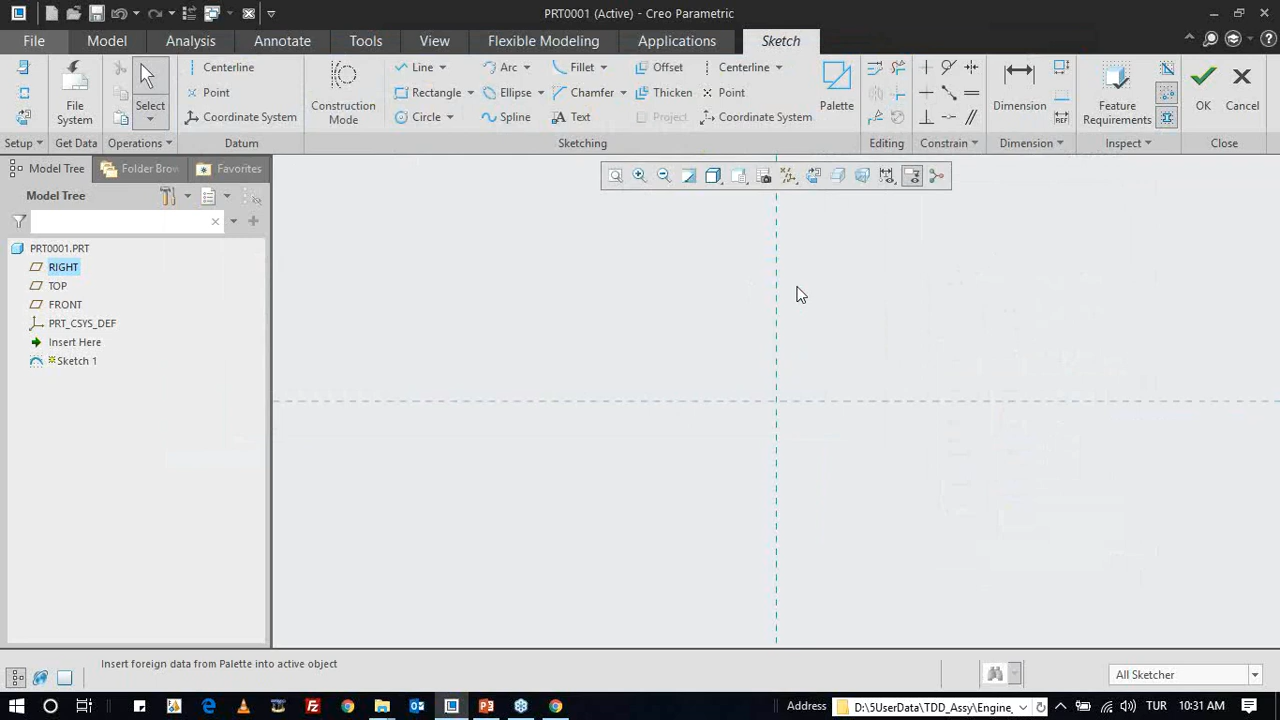 PRT0001 (Active) - Creo Parametric
File Model Analysis Annotate Tools View Flexible Modeling Applications Sketch
Centerline
Point
Coordinate System
File
System
Select
Construction
Mode
Line Arc Fillet Offset Centerline
Rectangle Ellipse Chamfer Thicken Point
Circle Spline Text Project Coordinate System
Palette
Dimension
REF
Feature
Requirements
OK
Cancel
Setup Get Data Operations Datum Sketching Editing Constrain Dimension Inspect Close
Model Tree Folder Brow Favorites
Model Tree
PRT0001.PRT
RIGHT
TOP
FRONT
PRT_CSYS_DEF
Insert Here
Sketch 1
Insert foreign data from Palette into active object
All Sketcher
Address D:\5UserData\TDD_Assy\Engine_ TUR 10:31 AM